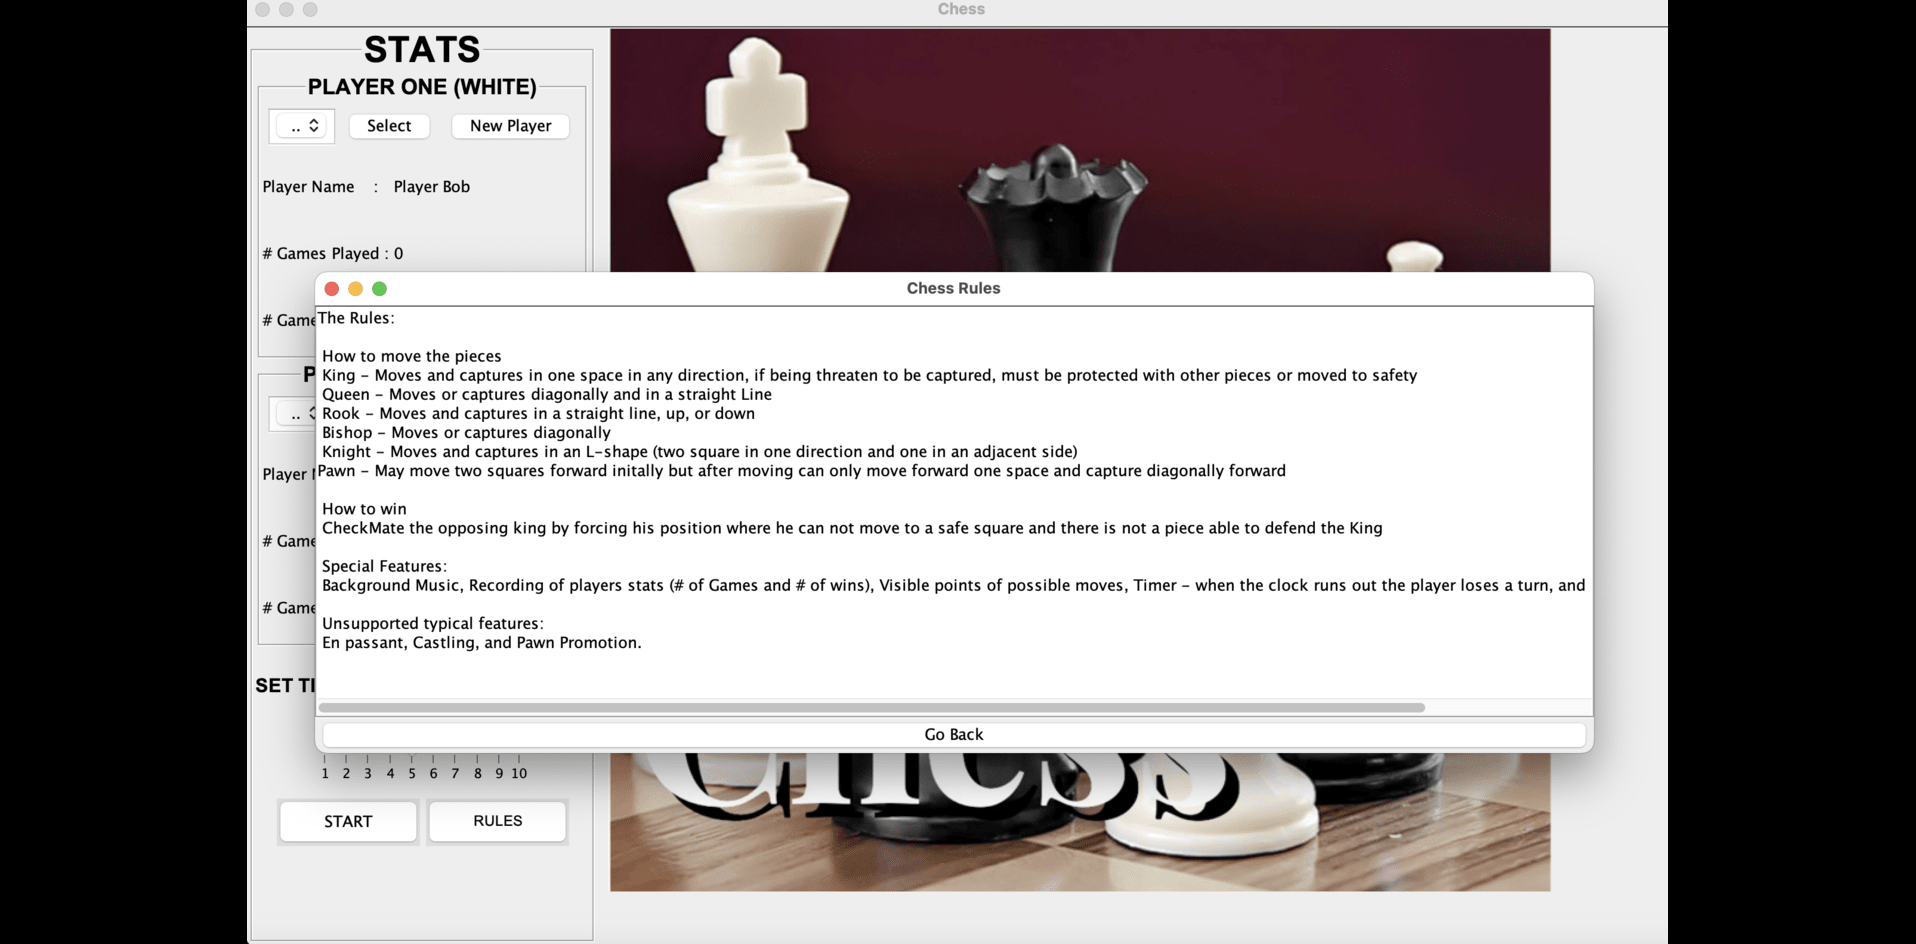 Chess
STATS
PLAYER ONE (WHITE)
.. Select New Player
Player Name : Player Bob
# Games Played : 0
# Game
P
..
Player N
# Game
# Game
SET TI
1 2 3 4 5 6 7 8 9 10
START RULES
Chess Rules
The Rules:
How to move the pieces
King – Moves and captures in one space in any direction, if being threaten to be captured, must be protected with other pieces or moved to safety
Queen – Moves or captures diagonally and in a straight Line
Rook – Moves and captures in a straight line, up, or down
Bishop – Moves or captures diagonally
Knight – Moves and captures in an L-shape (two square in one direction and one in an adjacent side)
Pawn – May move two squares forward initally but after moving can only move forward one space and capture diagonally forward
How to win
CheckMate the opposing king by forcing his position where he can not move to a safe square and there is not a piece able to defend the King
Special Features:
Background Music, Recording of players stats (# of Games and # of wins), Visible points of possible moves, Timer – when the clock runs out the player loses a turn, and
Unsupported typical features:
En passant, Castling, and Pawn Promotion.
Go Back
Chess